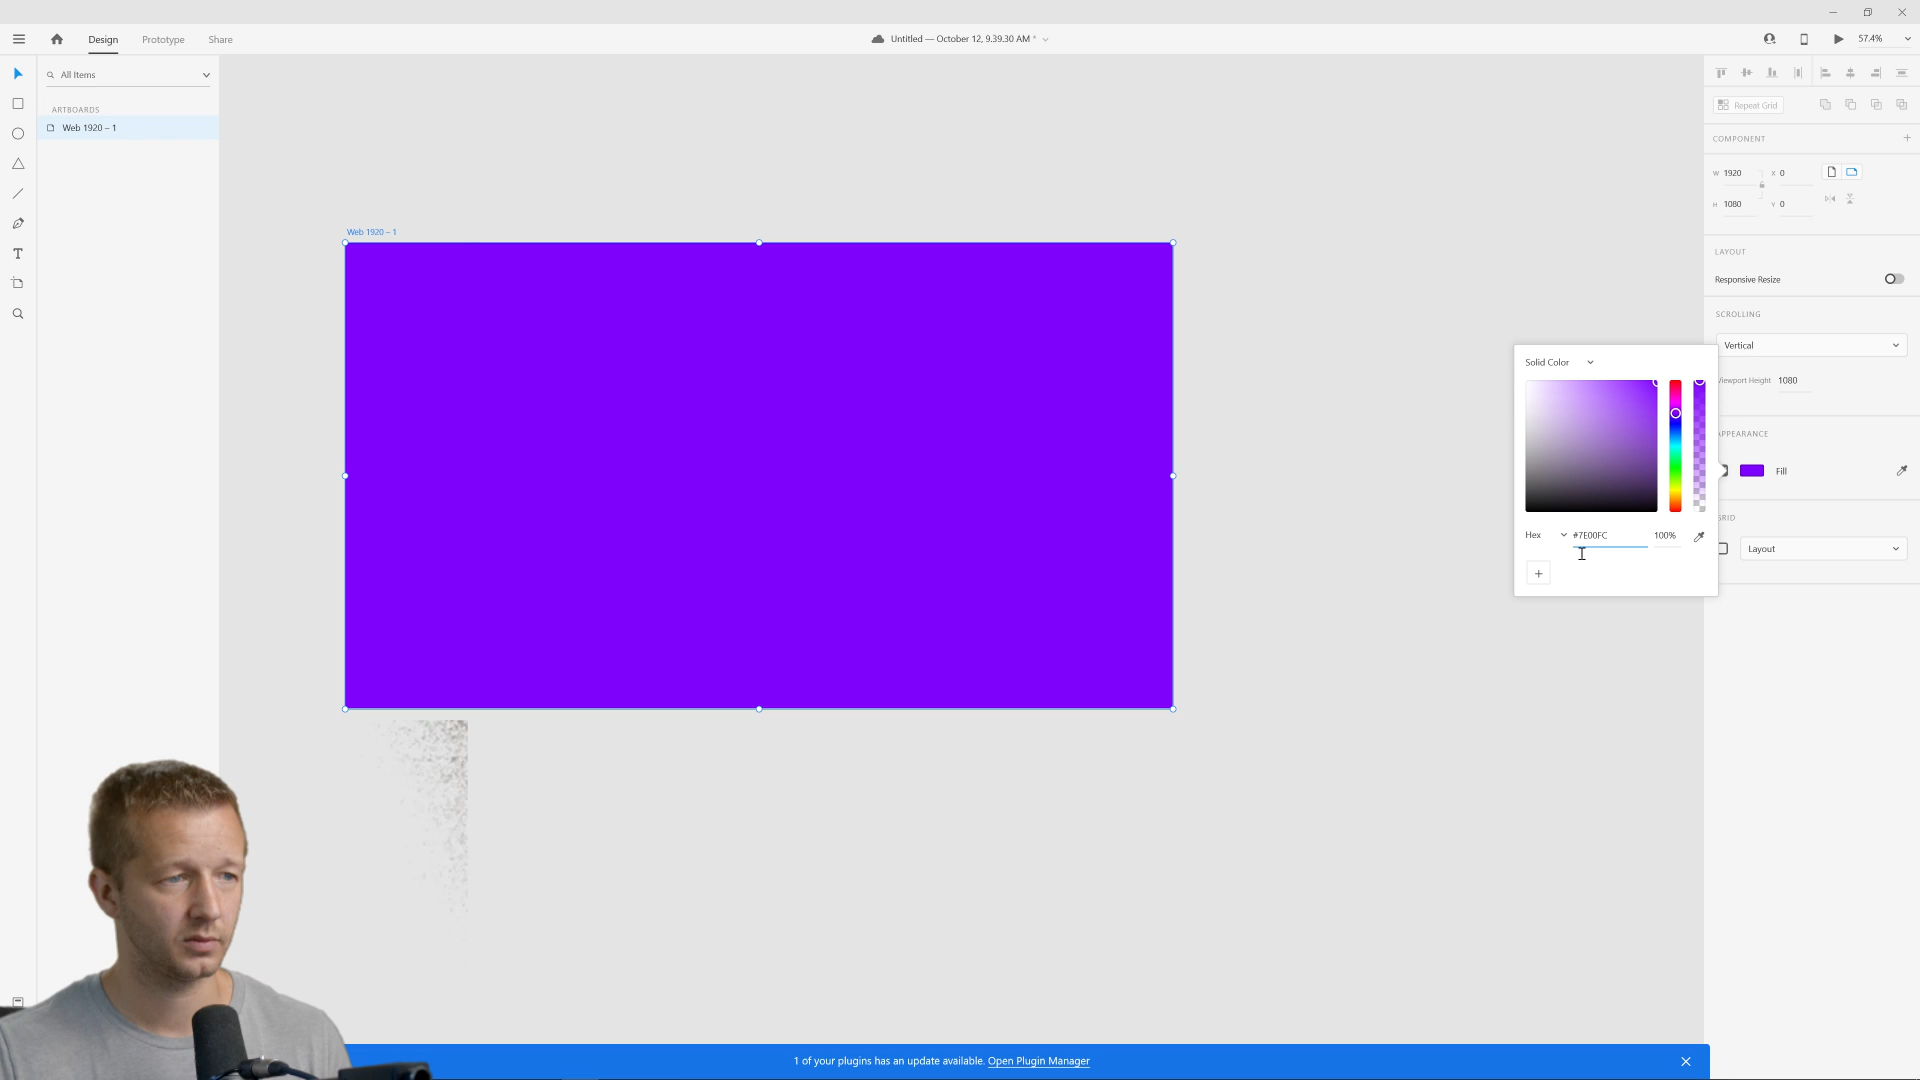 Design Prototype Share
Untitled — October 12, 9.39.30 AM *
57.4%
All Items
ARTBOARDS
Web 1920 – 1
Web 1920 – 1
Repeat Grid
COMPONENT
W 1920 X 0
H 1080 Y 0
LAYOUT
Responsive Resize
SCROLLING
Vertical
Viewport Height 1080
APPEARANCE
Fill
GRID
Layout
Solid Color
Hex #7E00FC 100%
1 of your plugins has an update available. Open Plugin Manager